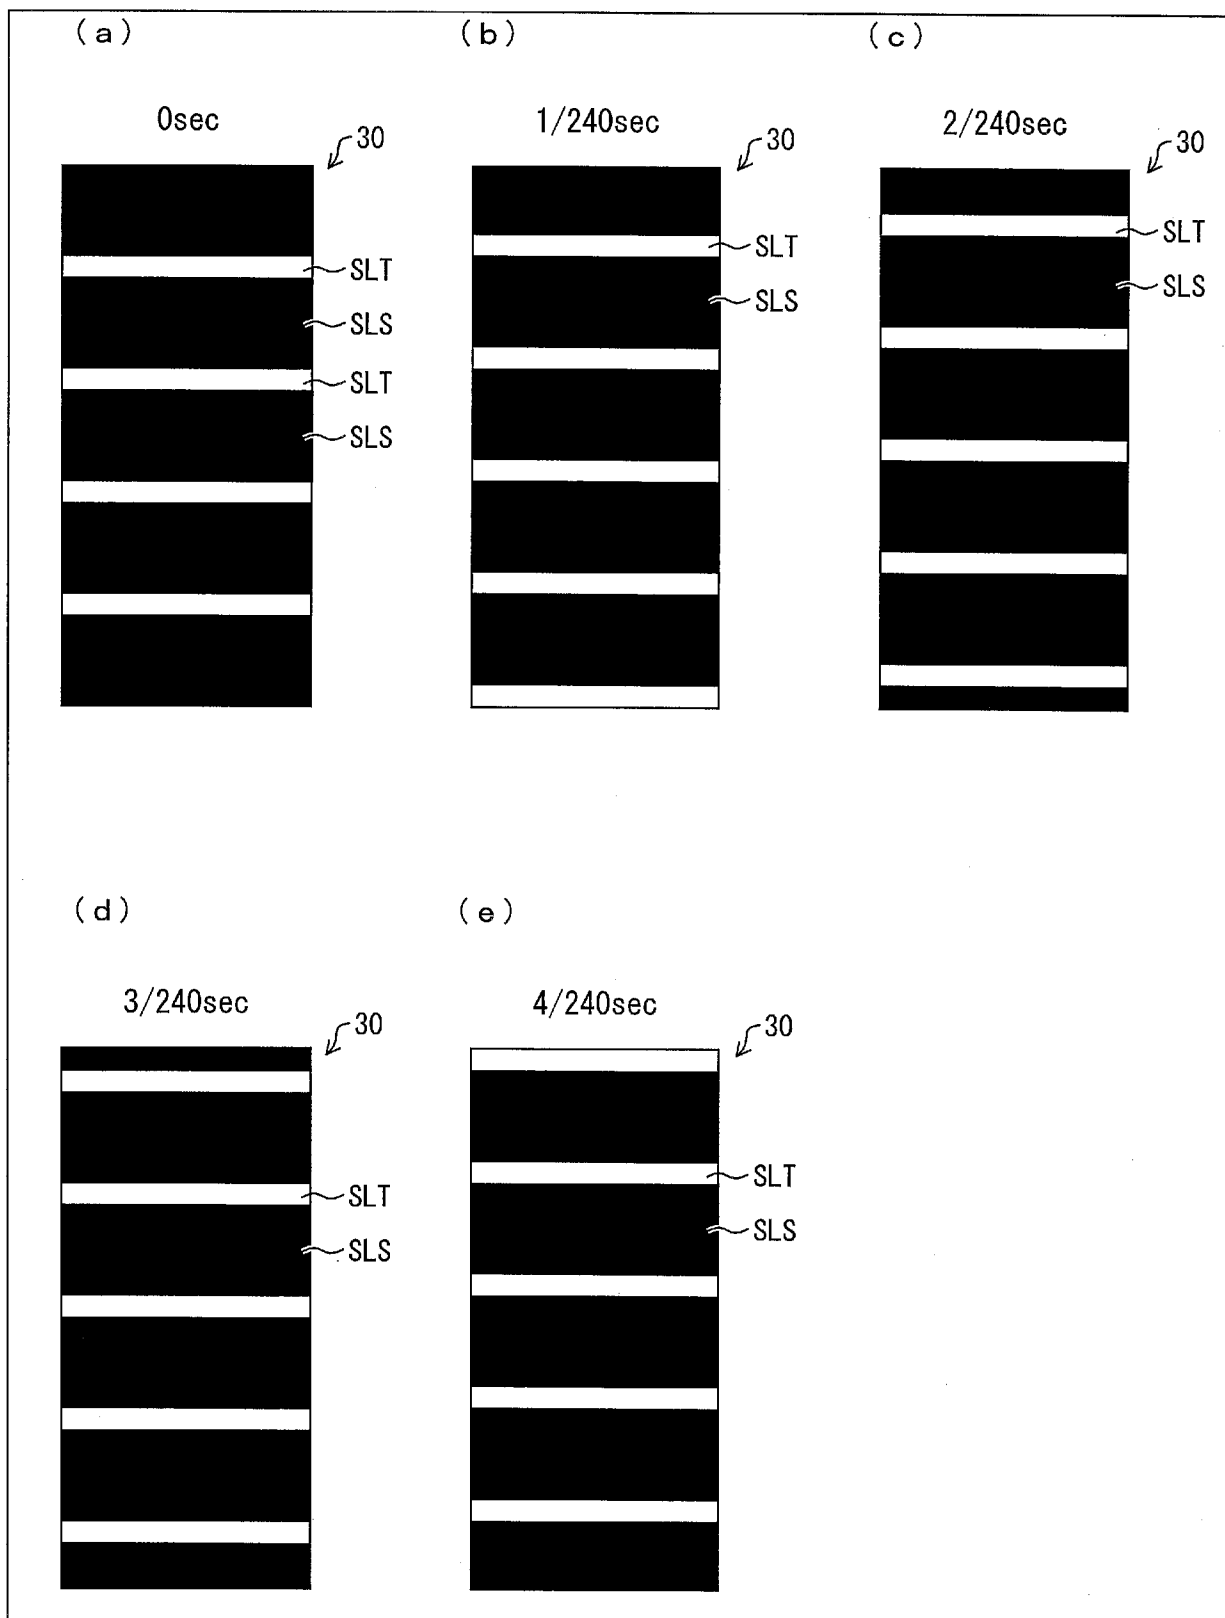 (a)
0sec
30
SLT
SLS
SLT
SLS
(b)
1/240sec
30
SLT
SLS
(c)
2/240sec
30
SLT
SLS
(d)
3/240sec
30
SLT
SLS
(e)
4/240sec
30
SLT
SLS